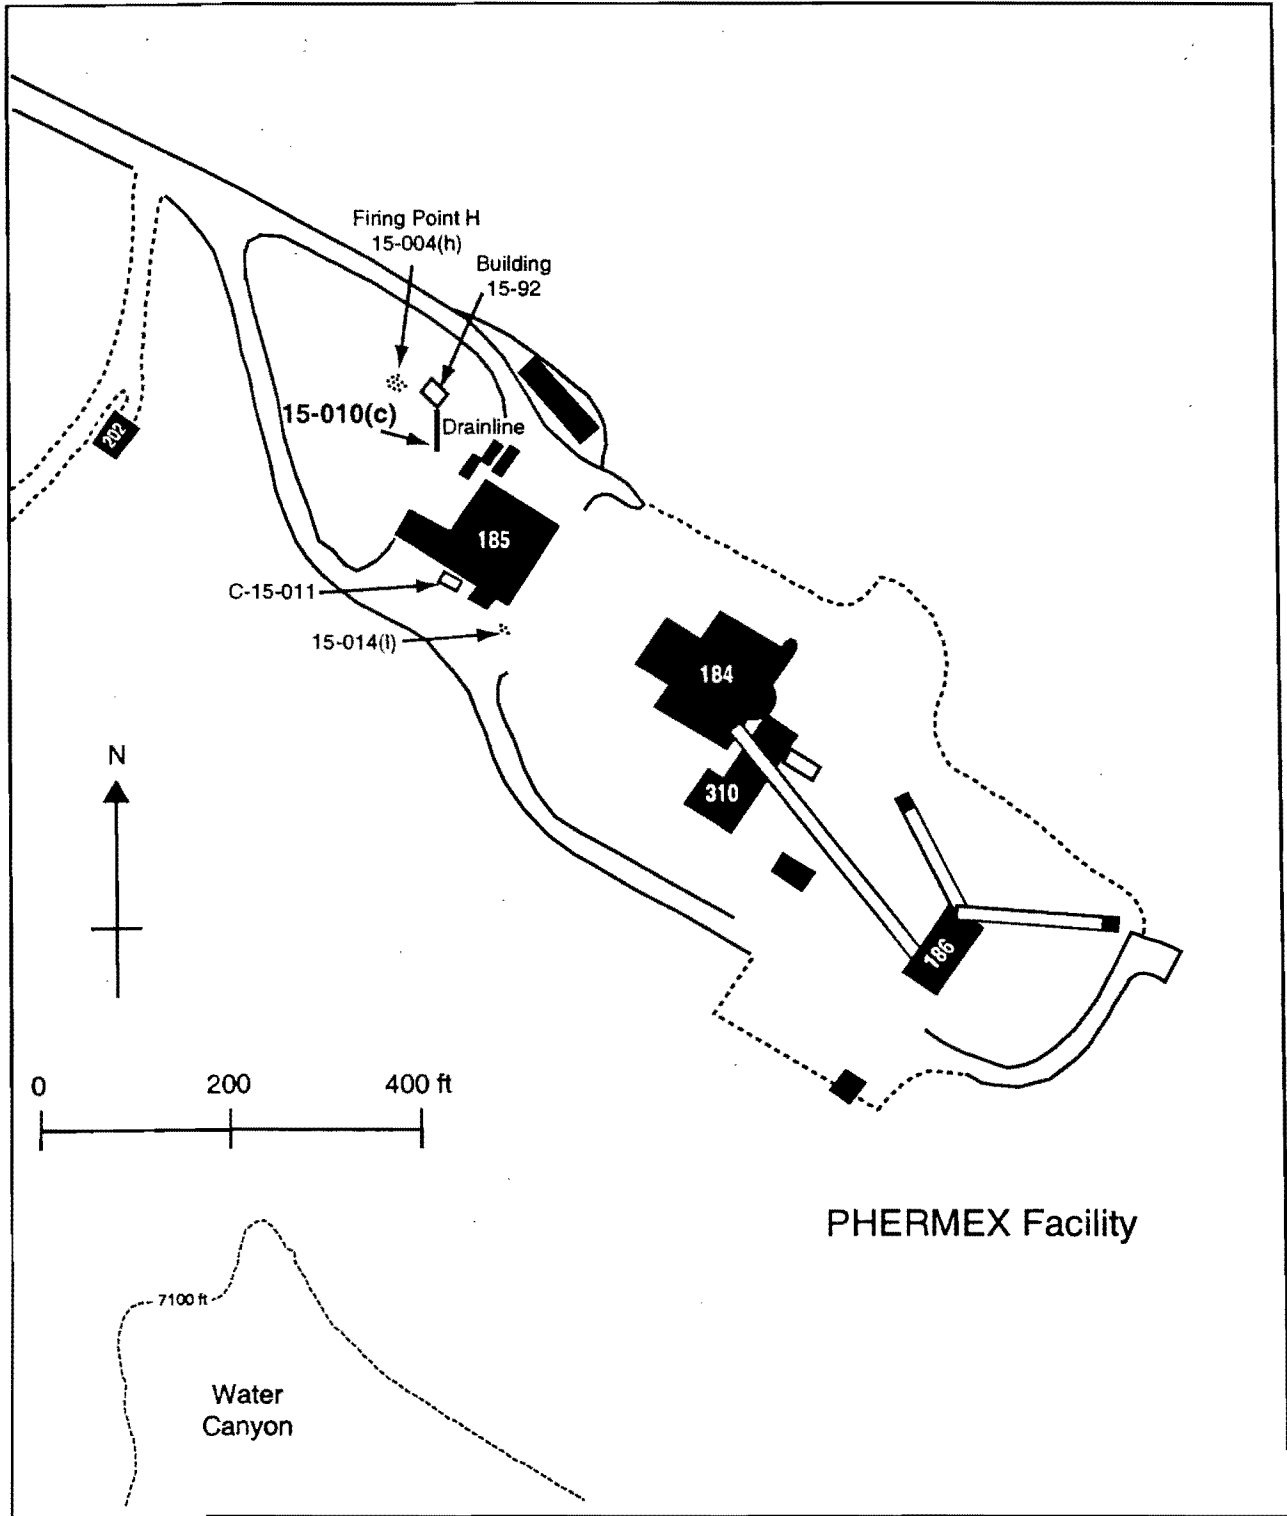 Firing Point H
15-004(h)
Building
15-92
15-010(c)
Drainline
202
185
C-15-011
15-014(l)
184
N
310
186
0 200 400 ft
PHERMEX Facility
7100 ft
Water
Canyon